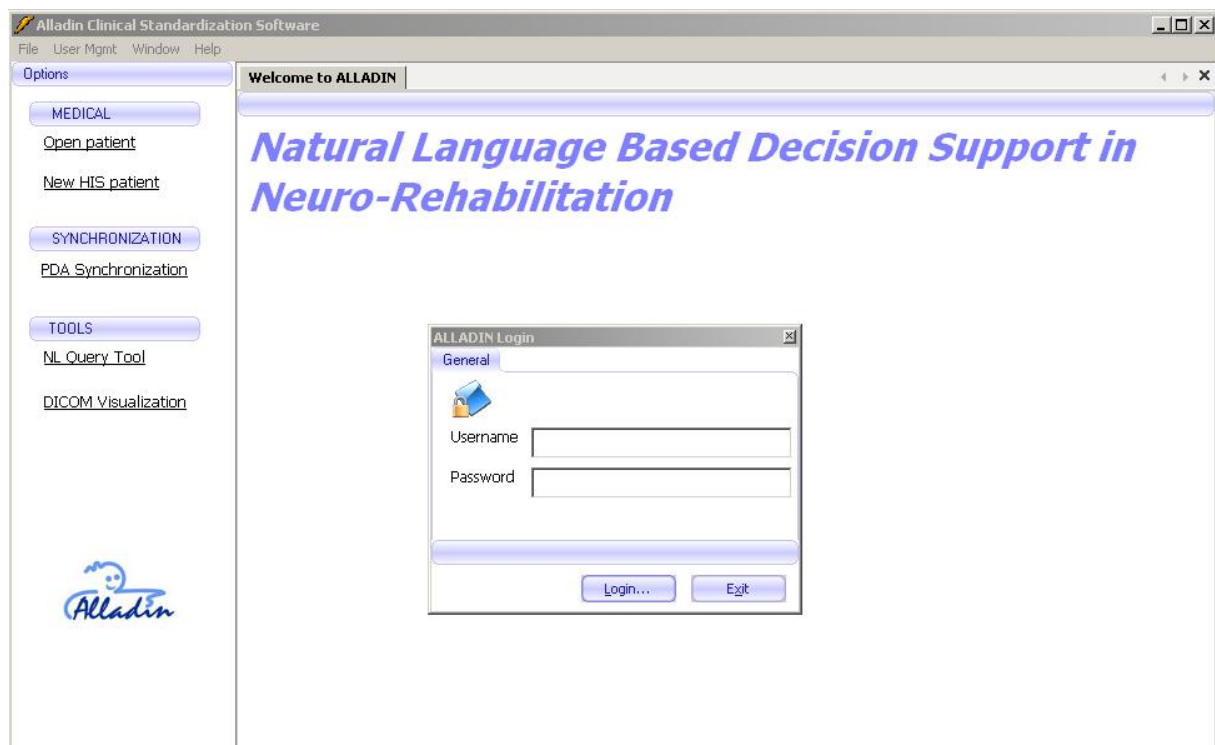 Alladin Clinical Standardization Software
File User Mgmt Window Help
Options
Welcome to ALLADIN
MEDICAL
Open patient
New HIS patient
SYNCHRONIZATION
PDA Synchronization
TOOLS
NL Query Tool
DICOM Visualization
Alladin
Natural Language Based Decision Support in
Neuro-Rehabilitation
ALLADIN Login
General
Username
Password
Login...
Exit